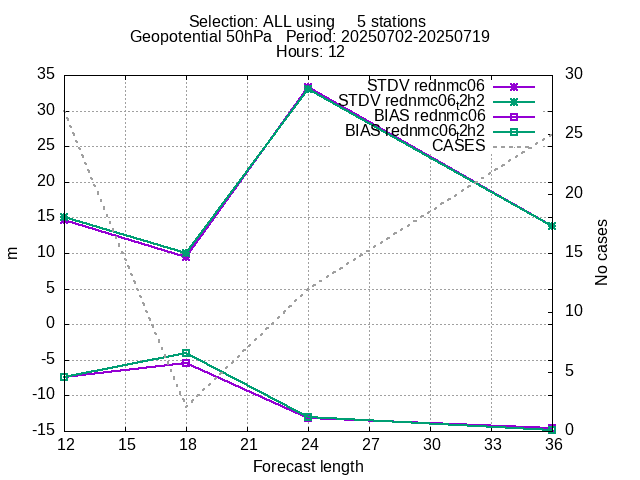 Selection: ALL using     5 stations
Geopotential 50hPa   Period: 20250702-20250719
Hours: 12
STDV rednmc06
STDV rednmc06_t2h2
BIAS rednmc06
BIAS rednmc06_t2h2
CASES
35
30
25
20
15
10
5
0
-5
-10
-15
30
25
20
15
10
5
0
m
No cases
12 15 18 21 24 27 30 33 36
Forecast length